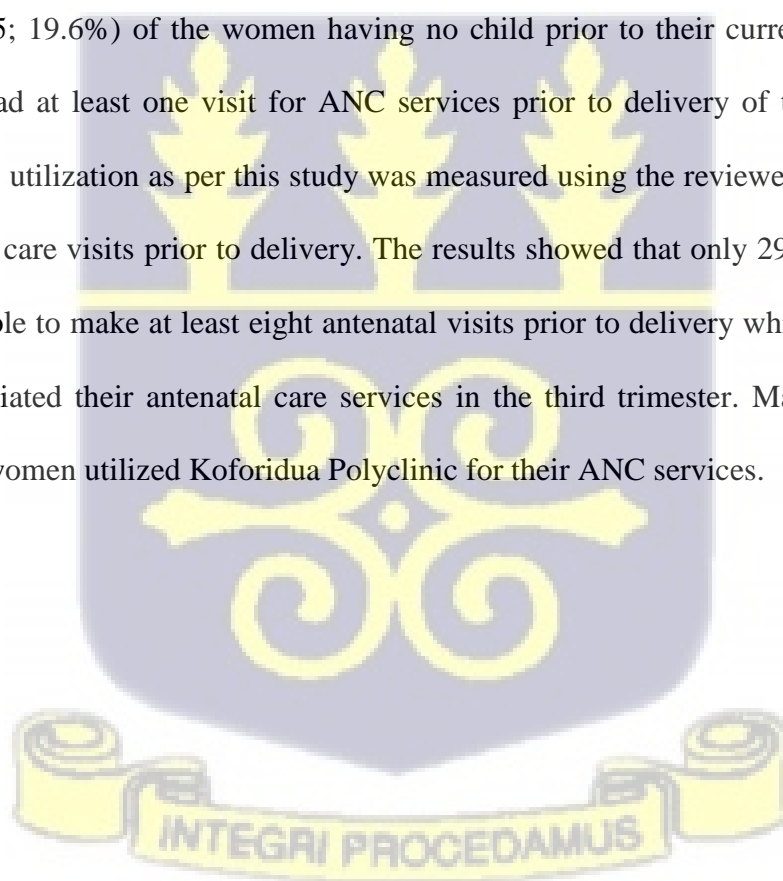 5; 19.6%) of the women having no child prior to their curre
ad at least one visit for ANC services prior to delivery of t
utilization as per this study was measured using the reviewe
care visits prior to delivery. The results showed that only 29
ble to make at least eight antenatal visits prior to delivery whi
iated their antenatal care services in the third trimester. Ma
women utilized Koforidua Polyclinic for their ANC services.
INTEGRI PROCEDAMUS